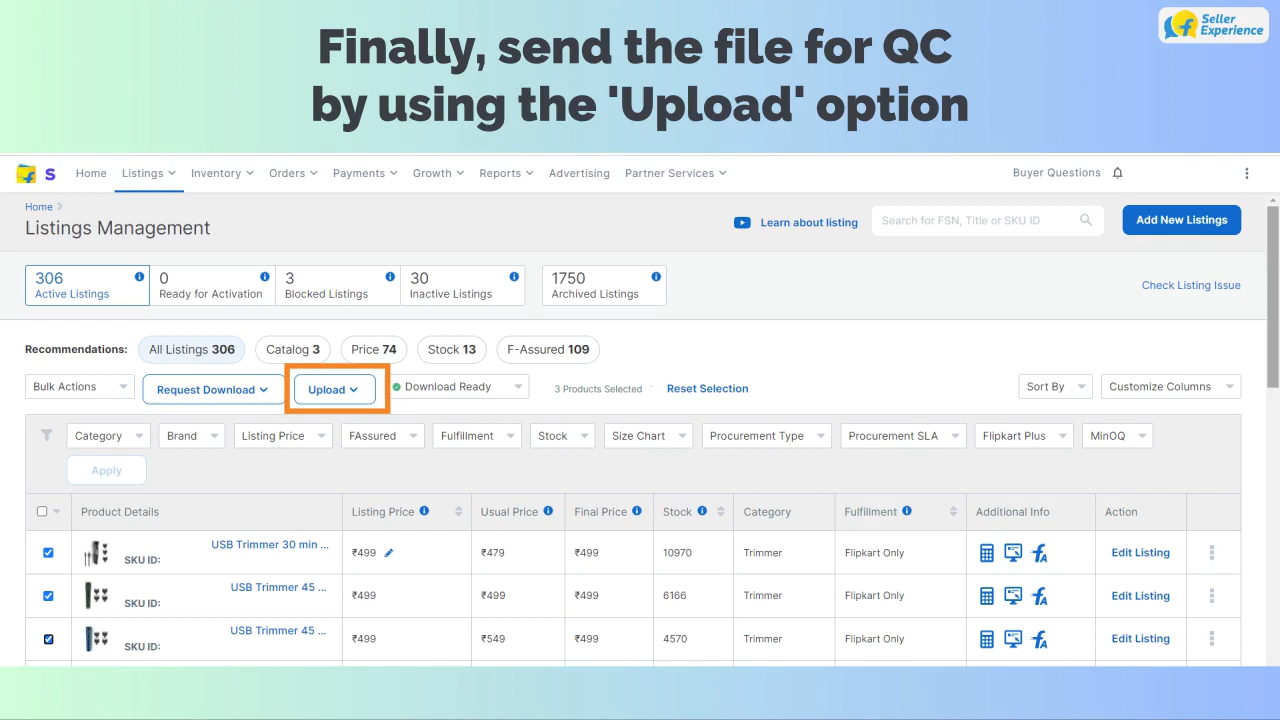 Finally, send the file for QC
by using the 'Upload' option
Seller
Experience
S Home Listings Inventory Orders Payments Growth Reports Advertising Partner Services Buyer Questions
Home
Listings Management
Learn about listing Search for FSN, Title or SKU ID Add New Listings
306 0 3 30 1750
Active Listings Ready for Activation Blocked Listings Inactive Listings Archived Listings Check Listing Issue
Recommendations: All Listings 306 Catalog 3 Price 74 Stock 13 F-Assured 109
Bulk Actions Request Download Upload Download Ready 3 Products Selected Reset Selection Sort By Customize Columns
Category Brand Listing Price FAssured Fulfillment Stock Size Chart Procurement Type Procurement SLA Flipkart Plus MinOQ
Apply
Product Details Listing Price Usual Price Final Price Stock Category Fulfillment Additional Info Action
USB Trimmer 30 min ... ₹499 ₹479 ₹499 10970 Trimmer Flipkart Only Edit Listing
SKU ID:
USB Trimmer 45 ... ₹499 ₹499 ₹499 6166 Trimmer Flipkart Only Edit Listing
SKU ID:
USB Trimmer 45 ... ₹499 ₹549 ₹499 4570 Trimmer Flipkart Only Edit Listing
SKU ID: